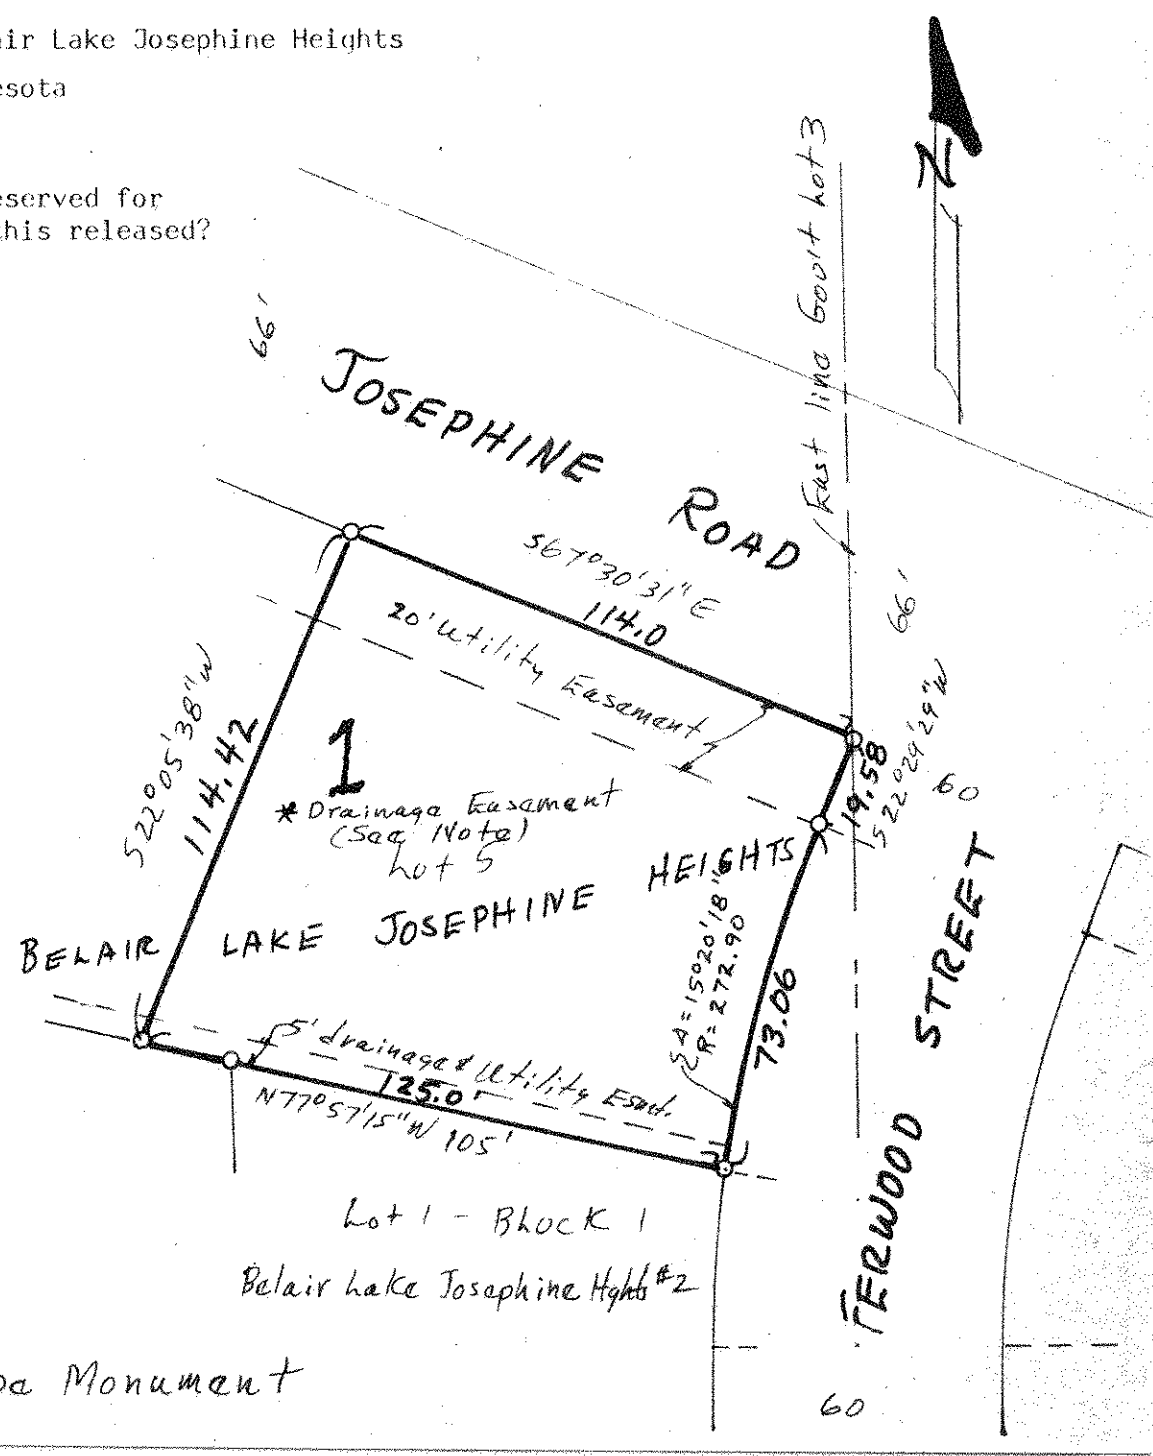 ir Lake Josephine Heights
esota
eserved for
this released?
N
East line Gov't Lot 3
66'
JOSEPHINE ROAD
S67°30'31"E
114.0
66'
20' Utility Easement
S22°05'38"W
114.42
19.58
S22°29'29"W
60
1
* Drainage Easement
(See Note)
Lot 5
BELAIR LAKE JOSEPHINE HEIGHTS
Δ=15°20'18"
R=272.90
73.06
TERWOOD STREET
5' drainage & Utility Esmt.
125.0
N77°57'15"W 105'
Lot 1 - BLOCK 1
Belair Lake Josephine Hghts #2
Monument
60